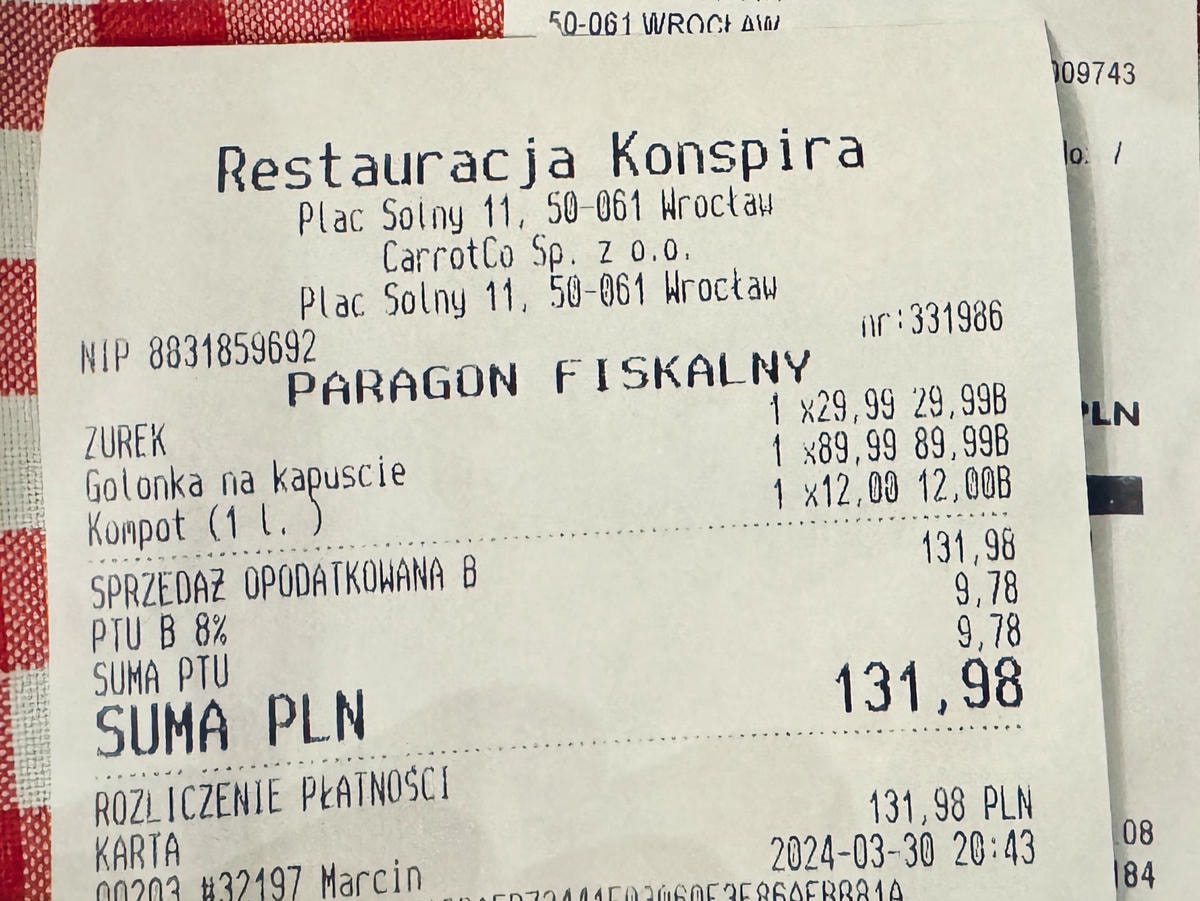 50-061 WROCŁAW
009743
Restauracja Konspira
Plac Solny 11, 50-061 Wrocław
CarrotCo Sp. z o.o.
Plac Solny 11, 50-061 Wrocław
NIP 8831859692 nr:331986
PARAGON FISKALNY
ZUREK 1 x29,99 29,99B
Golonka na kapuscie 1 x89,99 89,99B
Kompot (1 l. ) 1 x12,00 12,00B
SPRZEDAŻ OPODATKOWANA B 131,98
PTU B 8% 9,78
SUMA PTU 9,78
SUMA PLN 131,98
ROZLICZENIE PŁATNOŚCI
KARTA 131,98 PLN
00203 #32197 Marcin 2024-03-30 20:43
PLN
08
184